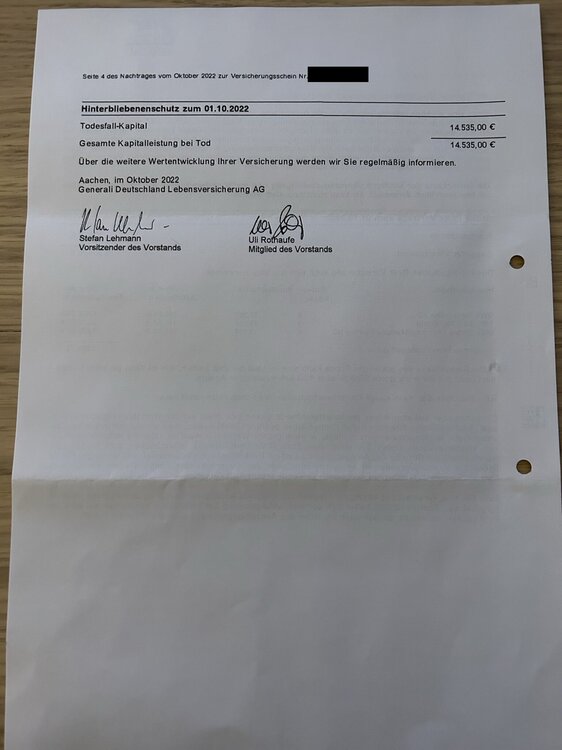 Seite 4 des Nachtrages vom Oktober 2022 zur Versicherungsschein Nr.
Hinterbliebenenschutz zum 01.10.2022
Todesfall-Kapital 14.535,00 €
Gesamte Kapitalleistung bei Tod 14.535,00 €
Über die weitere Wertentwicklung Ihrer Versicherung werden wir Sie regelmäßig informieren.
Aachen, im Oktober 2022
Generali Deutschland Lebensversicherung AG
Stefan Lehmann Uli Rothaufe
Vorsitzender des Vorstands Mitglied des Vorstands